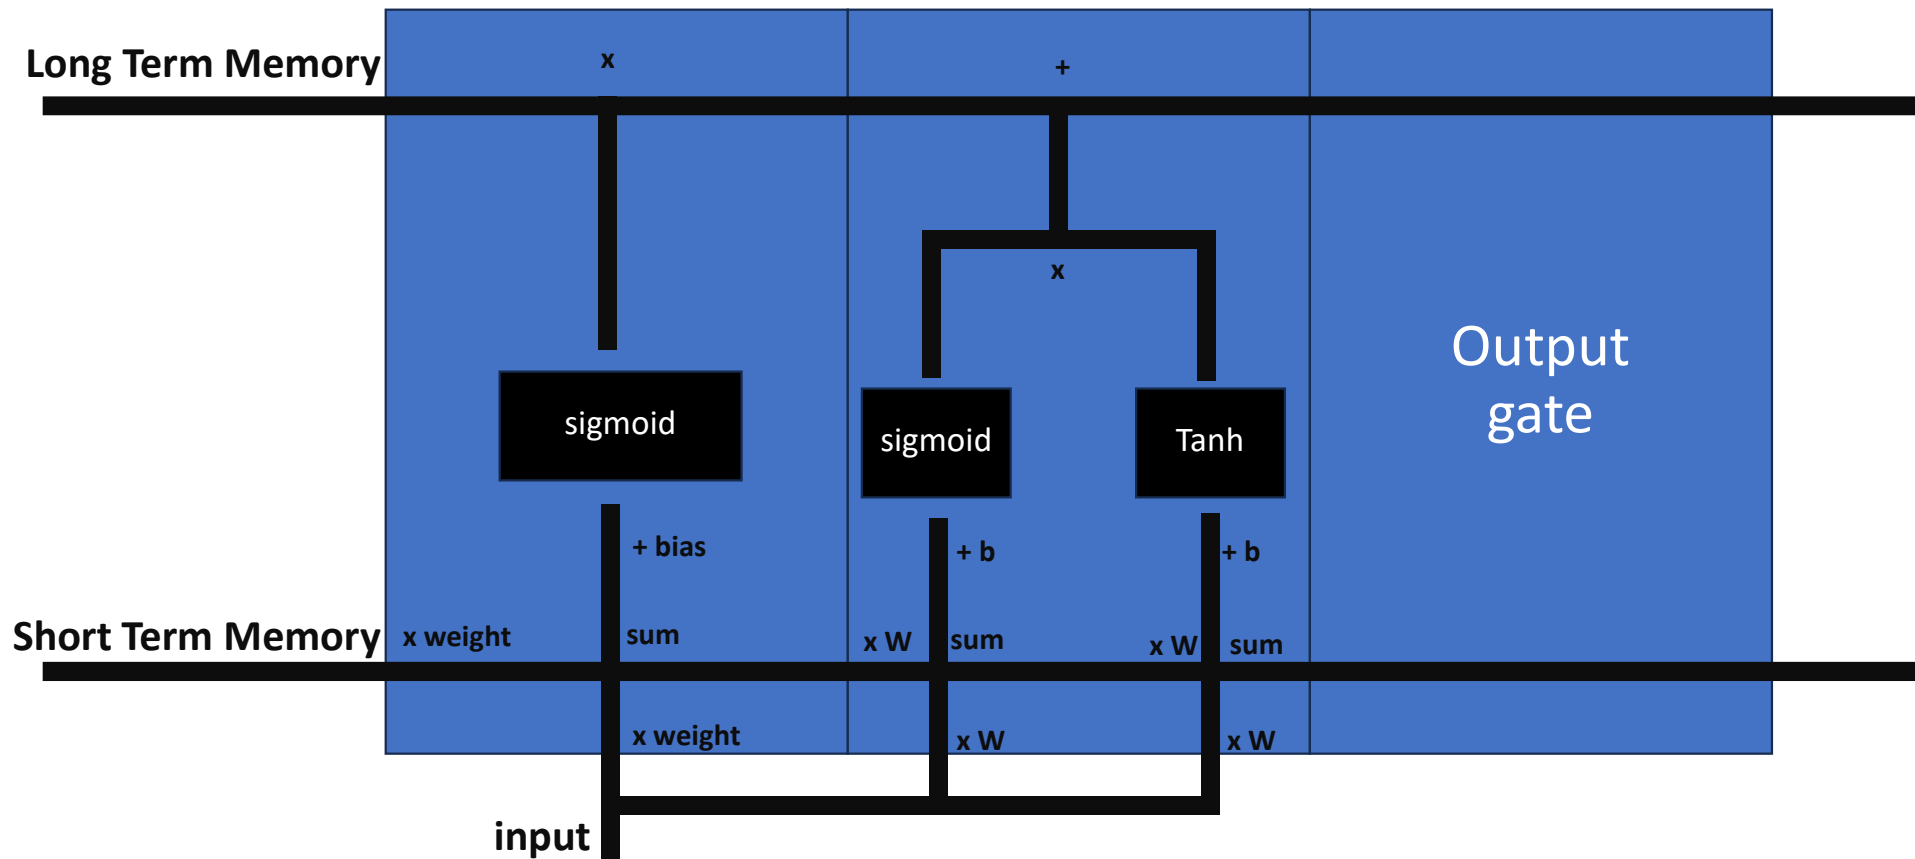 Long Term Memory
x
+
x
Output
gate
sigmoid
sigmoid
Tanh
+ bias
+ b
+ b
Short Term Memory
x weight
sum
x W
sum
x W
sum
x weight
x W
x W
input